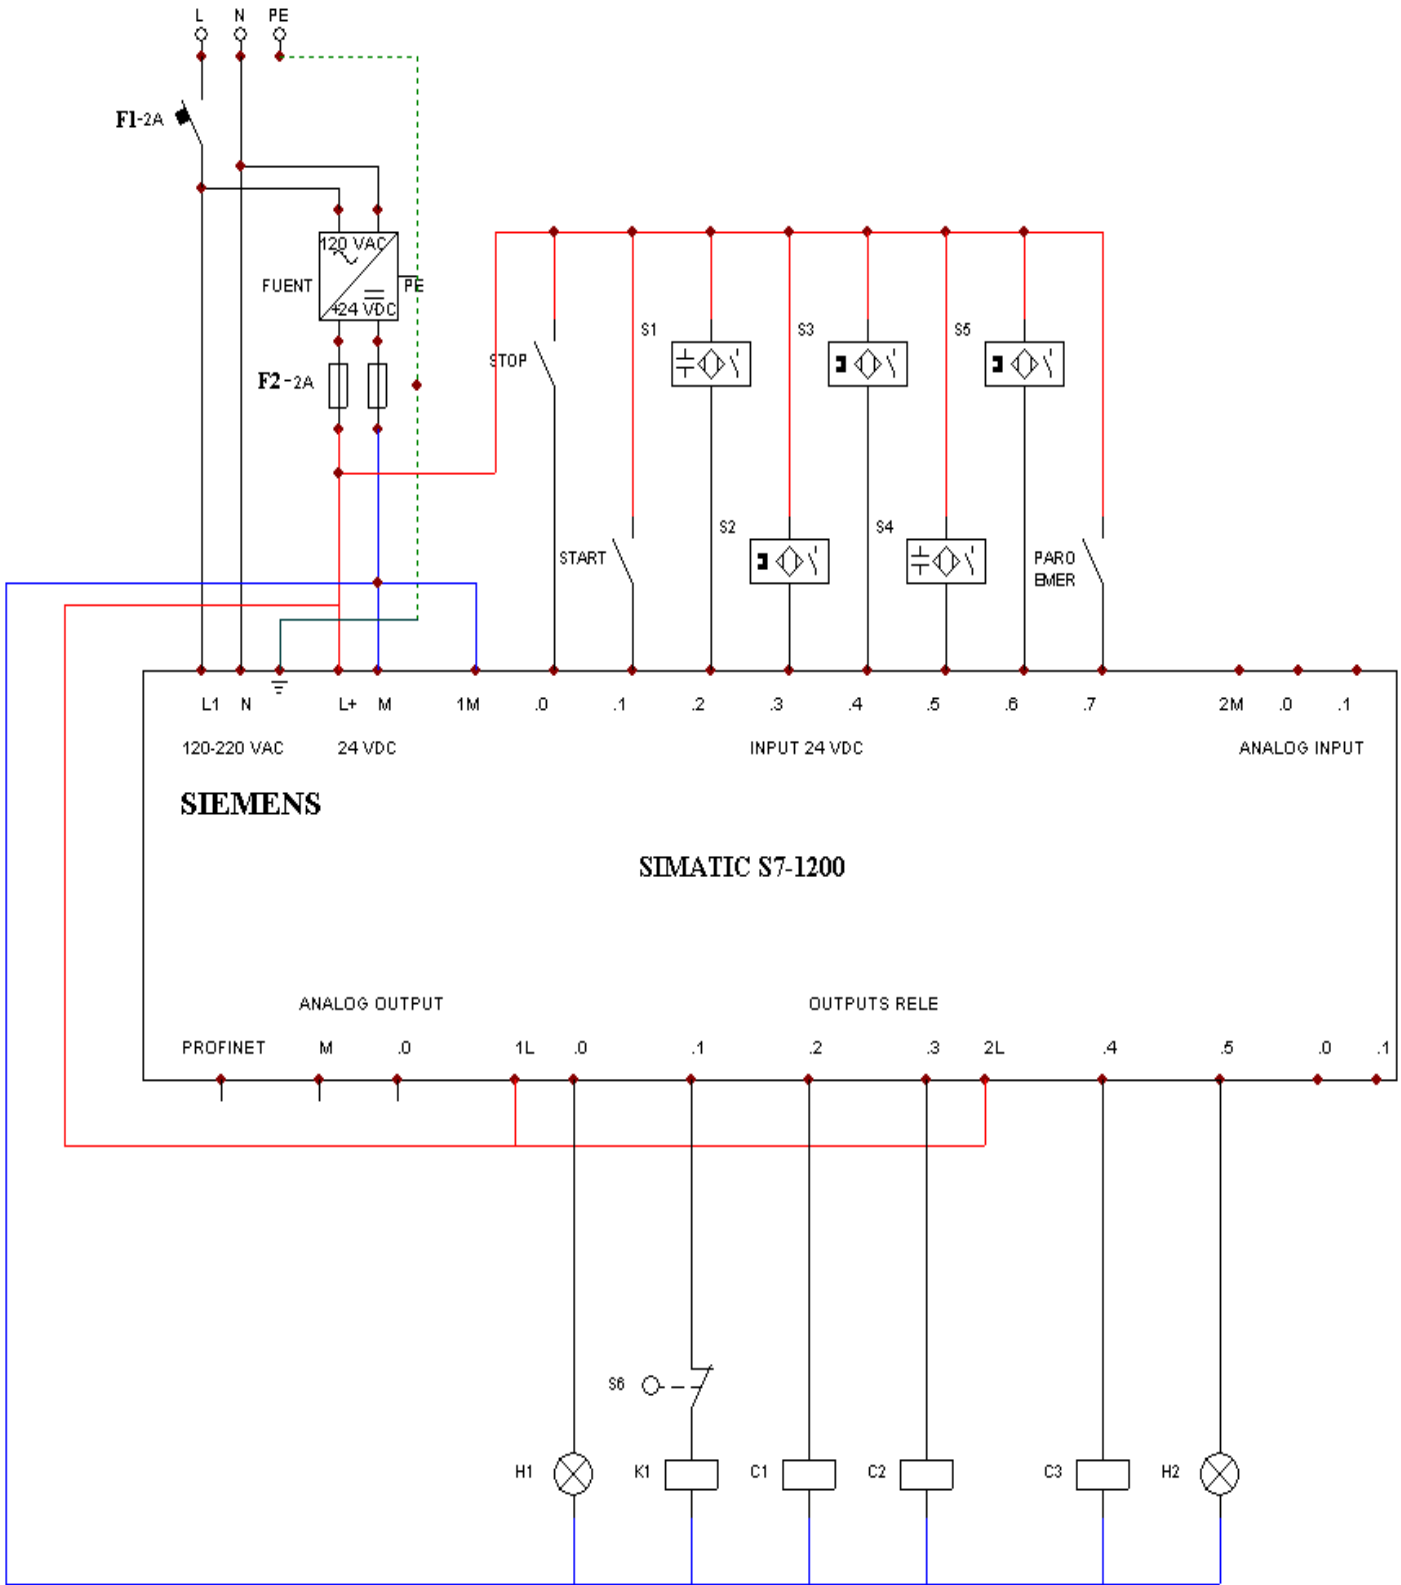 L N PE
F1-2A
120 VAC
FUENT
PE
+24 VDC
F2-2A
STOP
S1
S3
S5
START
S2
S4
PARO
EMER
L1 N L+ M 1M .0 .1 .2 .3 .4 .5 .6 .7 2M .0 .1
120-220 VAC 24 VDC INPUT 24 VDC ANALOG INPUT
SIEMENS
SIMATIC S7-1200
ANALOG OUTPUT OUTPUTS RELE
PROFINET M .0 1L .0 .1 .2 .3 2L .4 .5 .0 .1
S6
H1 K1 C1 C2 C3 H2